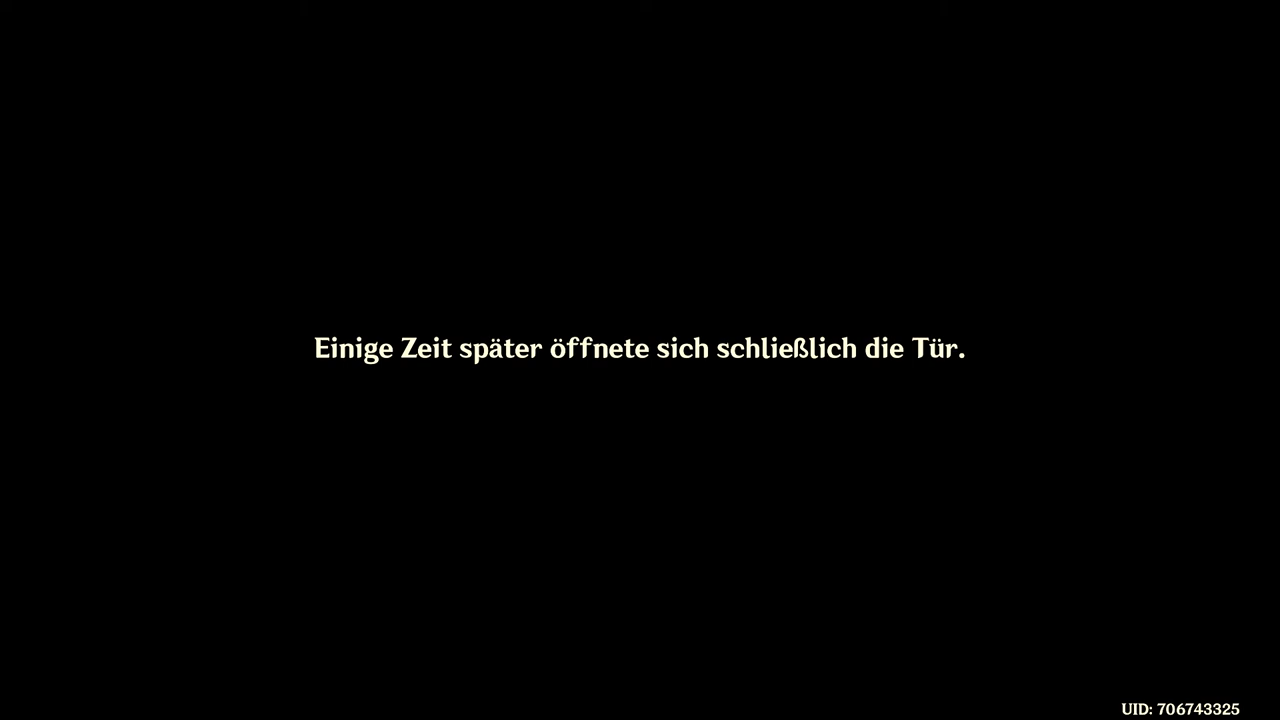 Einige Zeit später öffnete sich schließlich die Tür.
UID: 706743325